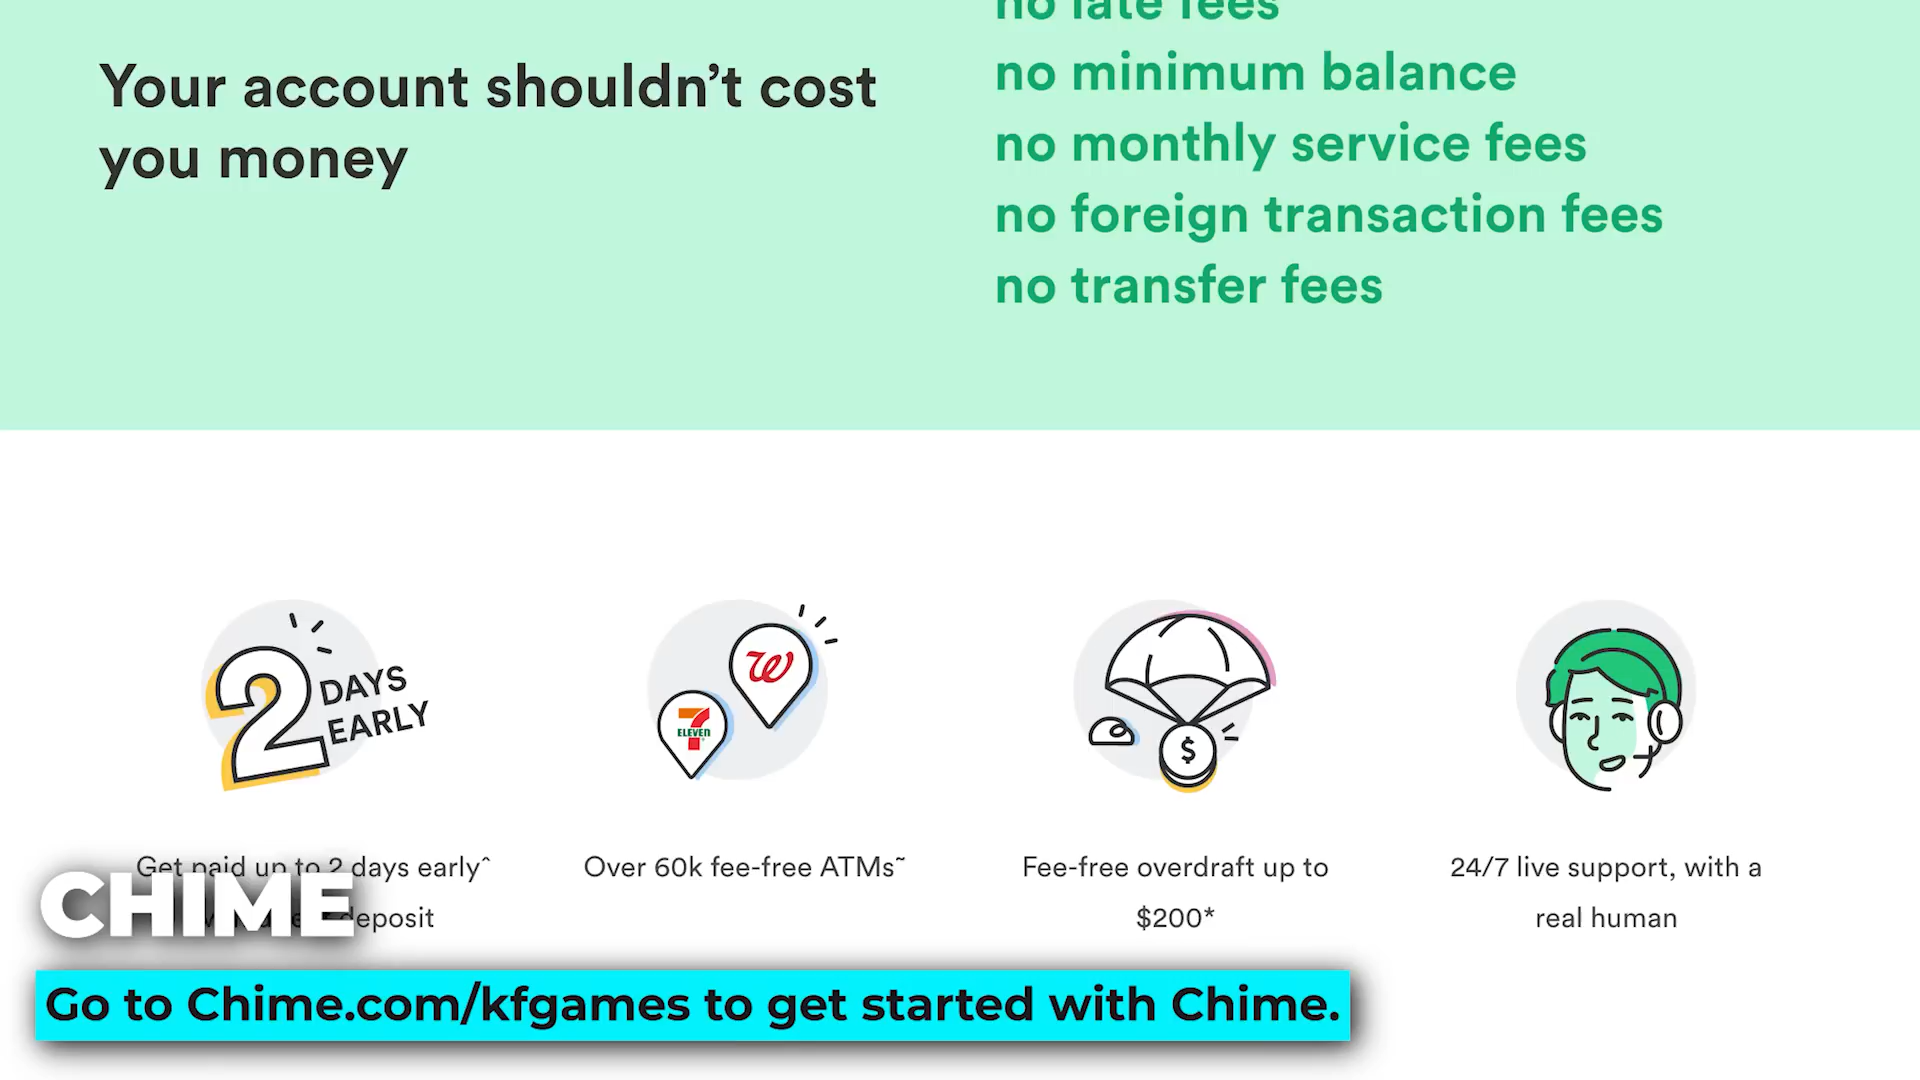 no late fees
Your account shouldn’t cost
you money
no minimum balance
no monthly service fees
no foreign transaction fees
no transfer fees
2 DAYS
EARLY
W
7
ELEVEN
$
Get paid up to 2 days early^
deposit
Over 60k fee-free ATMs~
Fee-free overdraft up to
$200*
24/7 live support, with a
real human
CHIME
Go to Chime.com/kfgames to get started with Chime.